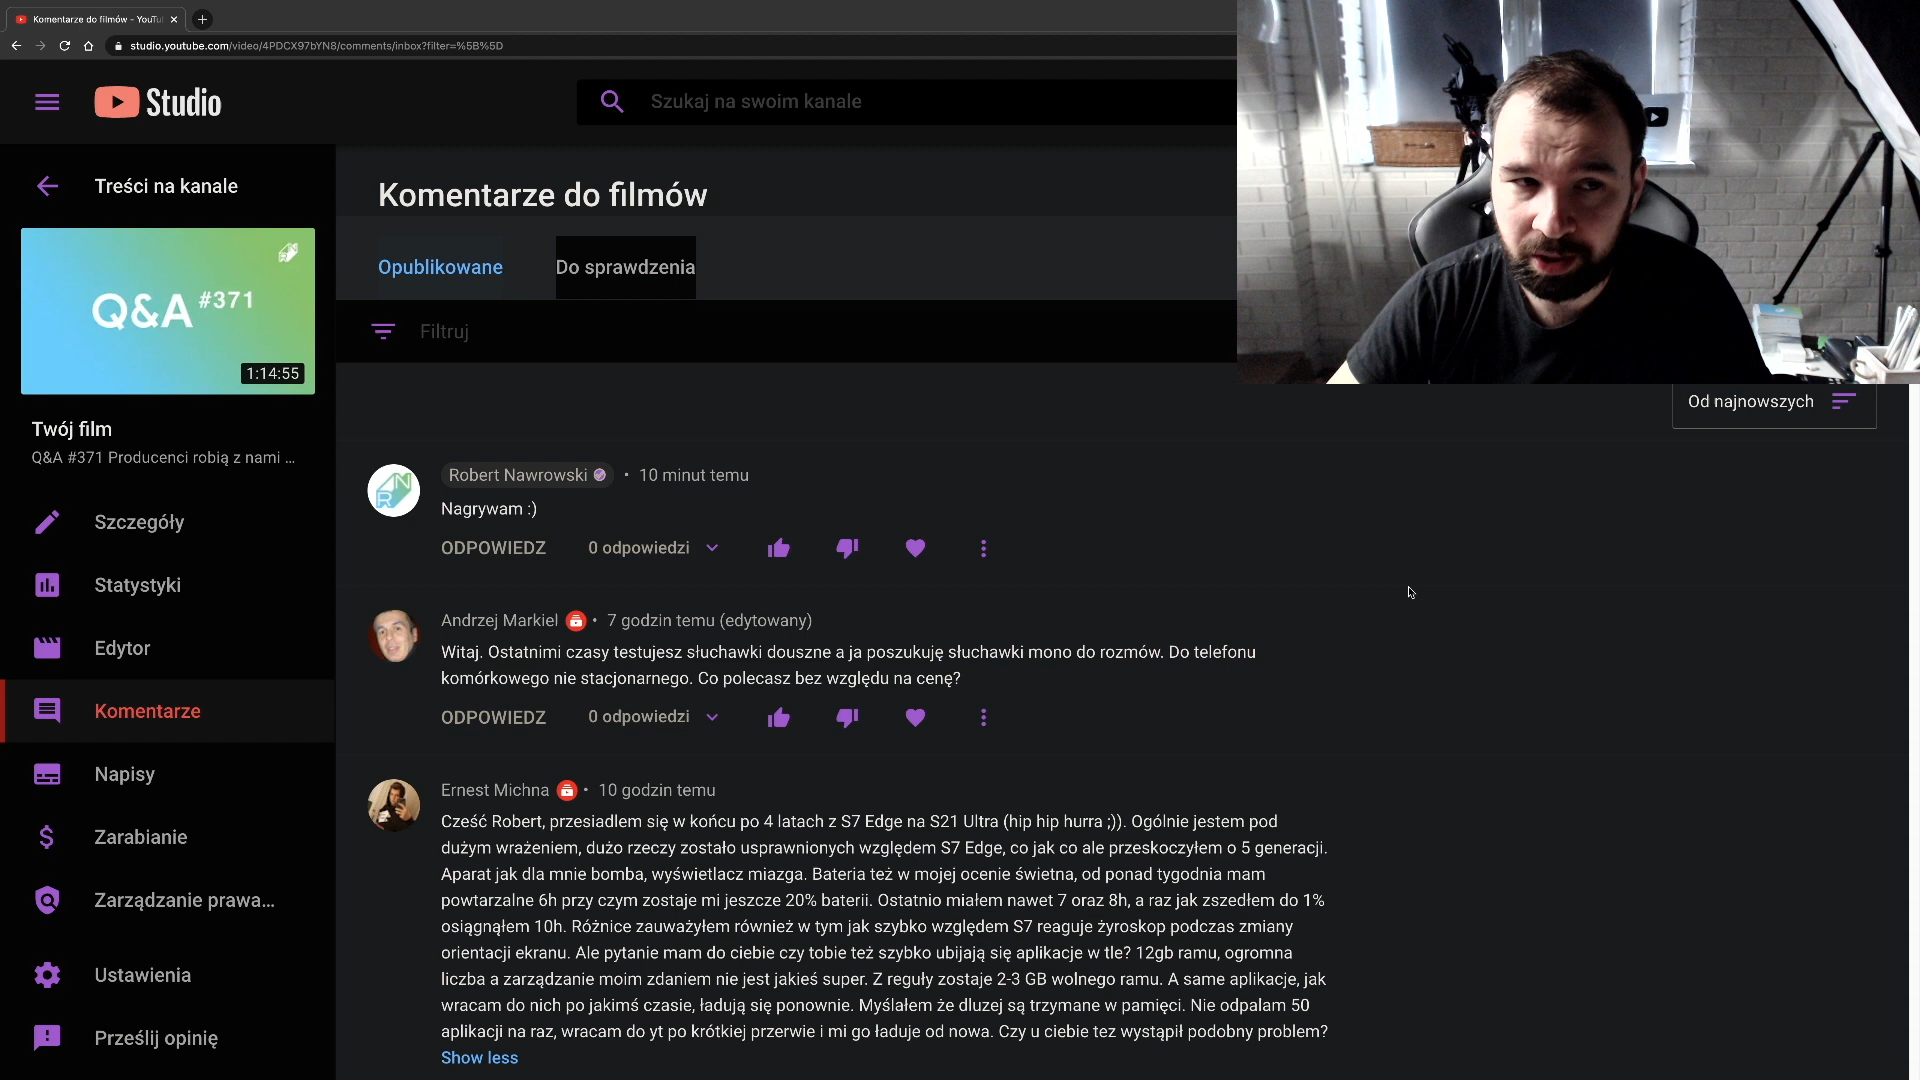 Komentarze do filmów - YouTu
studio.youtube.com/video/4PDCX97bYN8/comments/inbox?filter=%5B%5D
Studio
Szukaj na swoim kanale
Treści na kanale
Q&A #371
1:14:55
Twój film
Q&A #371 Producenci robią z nami ...
Szczegóły
Statystyki
Edytor
Komentarze
Napisy
Zarabianie
Zarządzanie prawa...
Ustawienia
Prześlij opinię
Komentarze do filmów
Opublikowane
Do sprawdzenia
Filtruj
Od najnowszych
Robert Nawrowski • 10 minut temu
Nagrywam :)
ODPOWIEDZ 0 odpowiedzi
Andrzej Markiel • 7 godzin temu (edytowany)
Witaj. Ostatnimi czasy testujesz słuchawki douszne a ja poszukuję słuchawki mono do rozmów. Do telefonu
komórkowego nie stacjonarnego. Co polecasz bez względu na cenę?
ODPOWIEDZ 0 odpowiedzi
Ernest Michna • 10 godzin temu
Cześć Robert, przesiadlem się w końcu po 4 latach z S7 Edge na S21 Ultra (hip hip hurra ;)). Ogólnie jestem pod
dużym wrażeniem, dużo rzeczy zostało usprawnionych względem S7 Edge, co jak co ale przeskoczyłem o 5 generacji.
Aparat jak dla mnie bomba, wyświetlacz miazga. Bateria też w mojej ocenie świetna, od ponad tygodnia mam
powtarzalne 6h przy czym zostaje mi jeszcze 20% baterii. Ostatnio miałem nawet 7 oraz 8h, a raz jak zszedłem do 1%
osiągnąłem 10h. Różnice zauważyłem również w tym jak szybko względem S7 reaguje żyroskop podczas zmiany
orientacji ekranu. Ale pytanie mam do ciebie czy tobie też szybko ubijają się aplikacje w tle? 12gb ramu, ogromna
liczba a zarządzanie moim zdaniem nie jest jakieś super. Z reguły zostaje 2-3 GB wolnego ramu. A same aplikacje, jak
wracam do nich po jakimś czasie, ładują się ponownie. Myślałem że dluzej są trzymane w pamięci. Nie odpalam 50
aplikacji na raz, wracam do yt po krótkiej przerwie i mi go ładuje od nowa. Czy u ciebie tez wystąpił podobny problem?
Show less